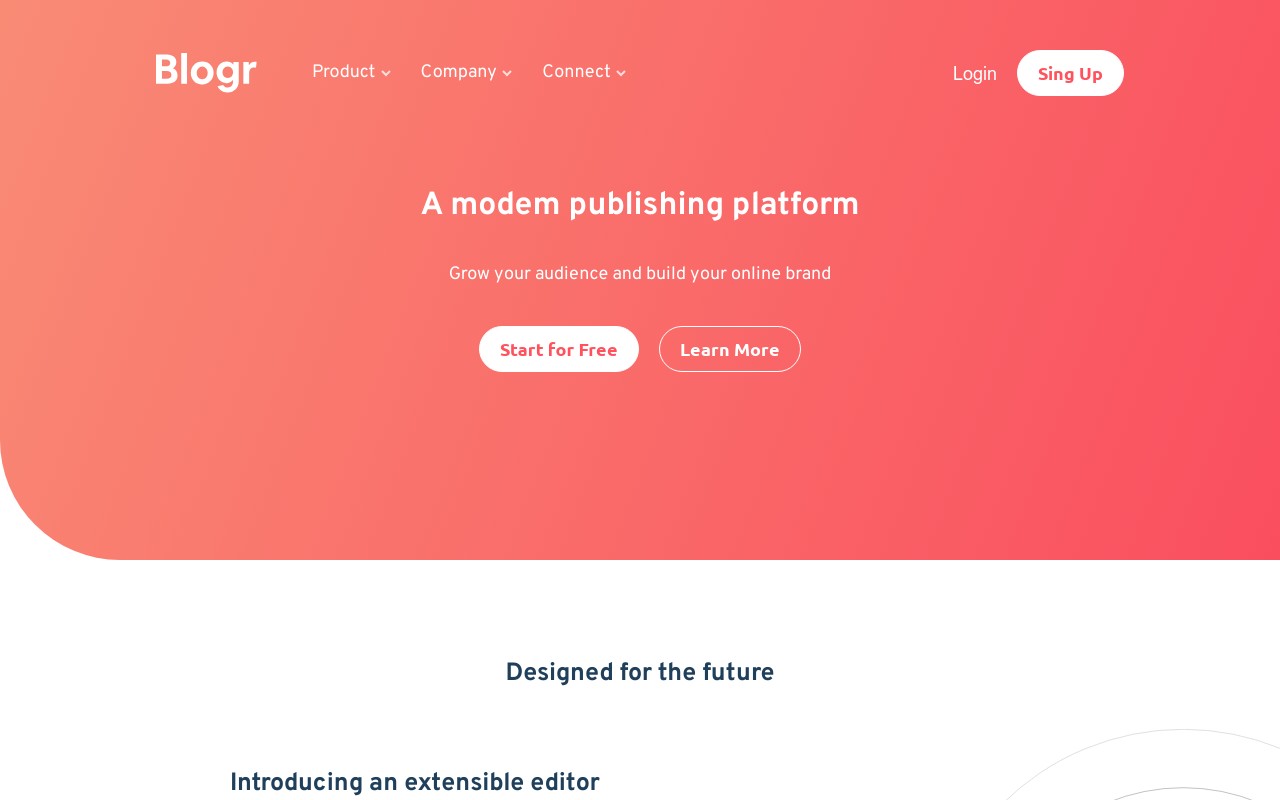 Blogr
Product
Company
Connect
Login
Sing Up
A modem publishing platform
Grow your audience and build your online brand
Start for Free
Learn More
Designed for the future
Introducing an extensible editor